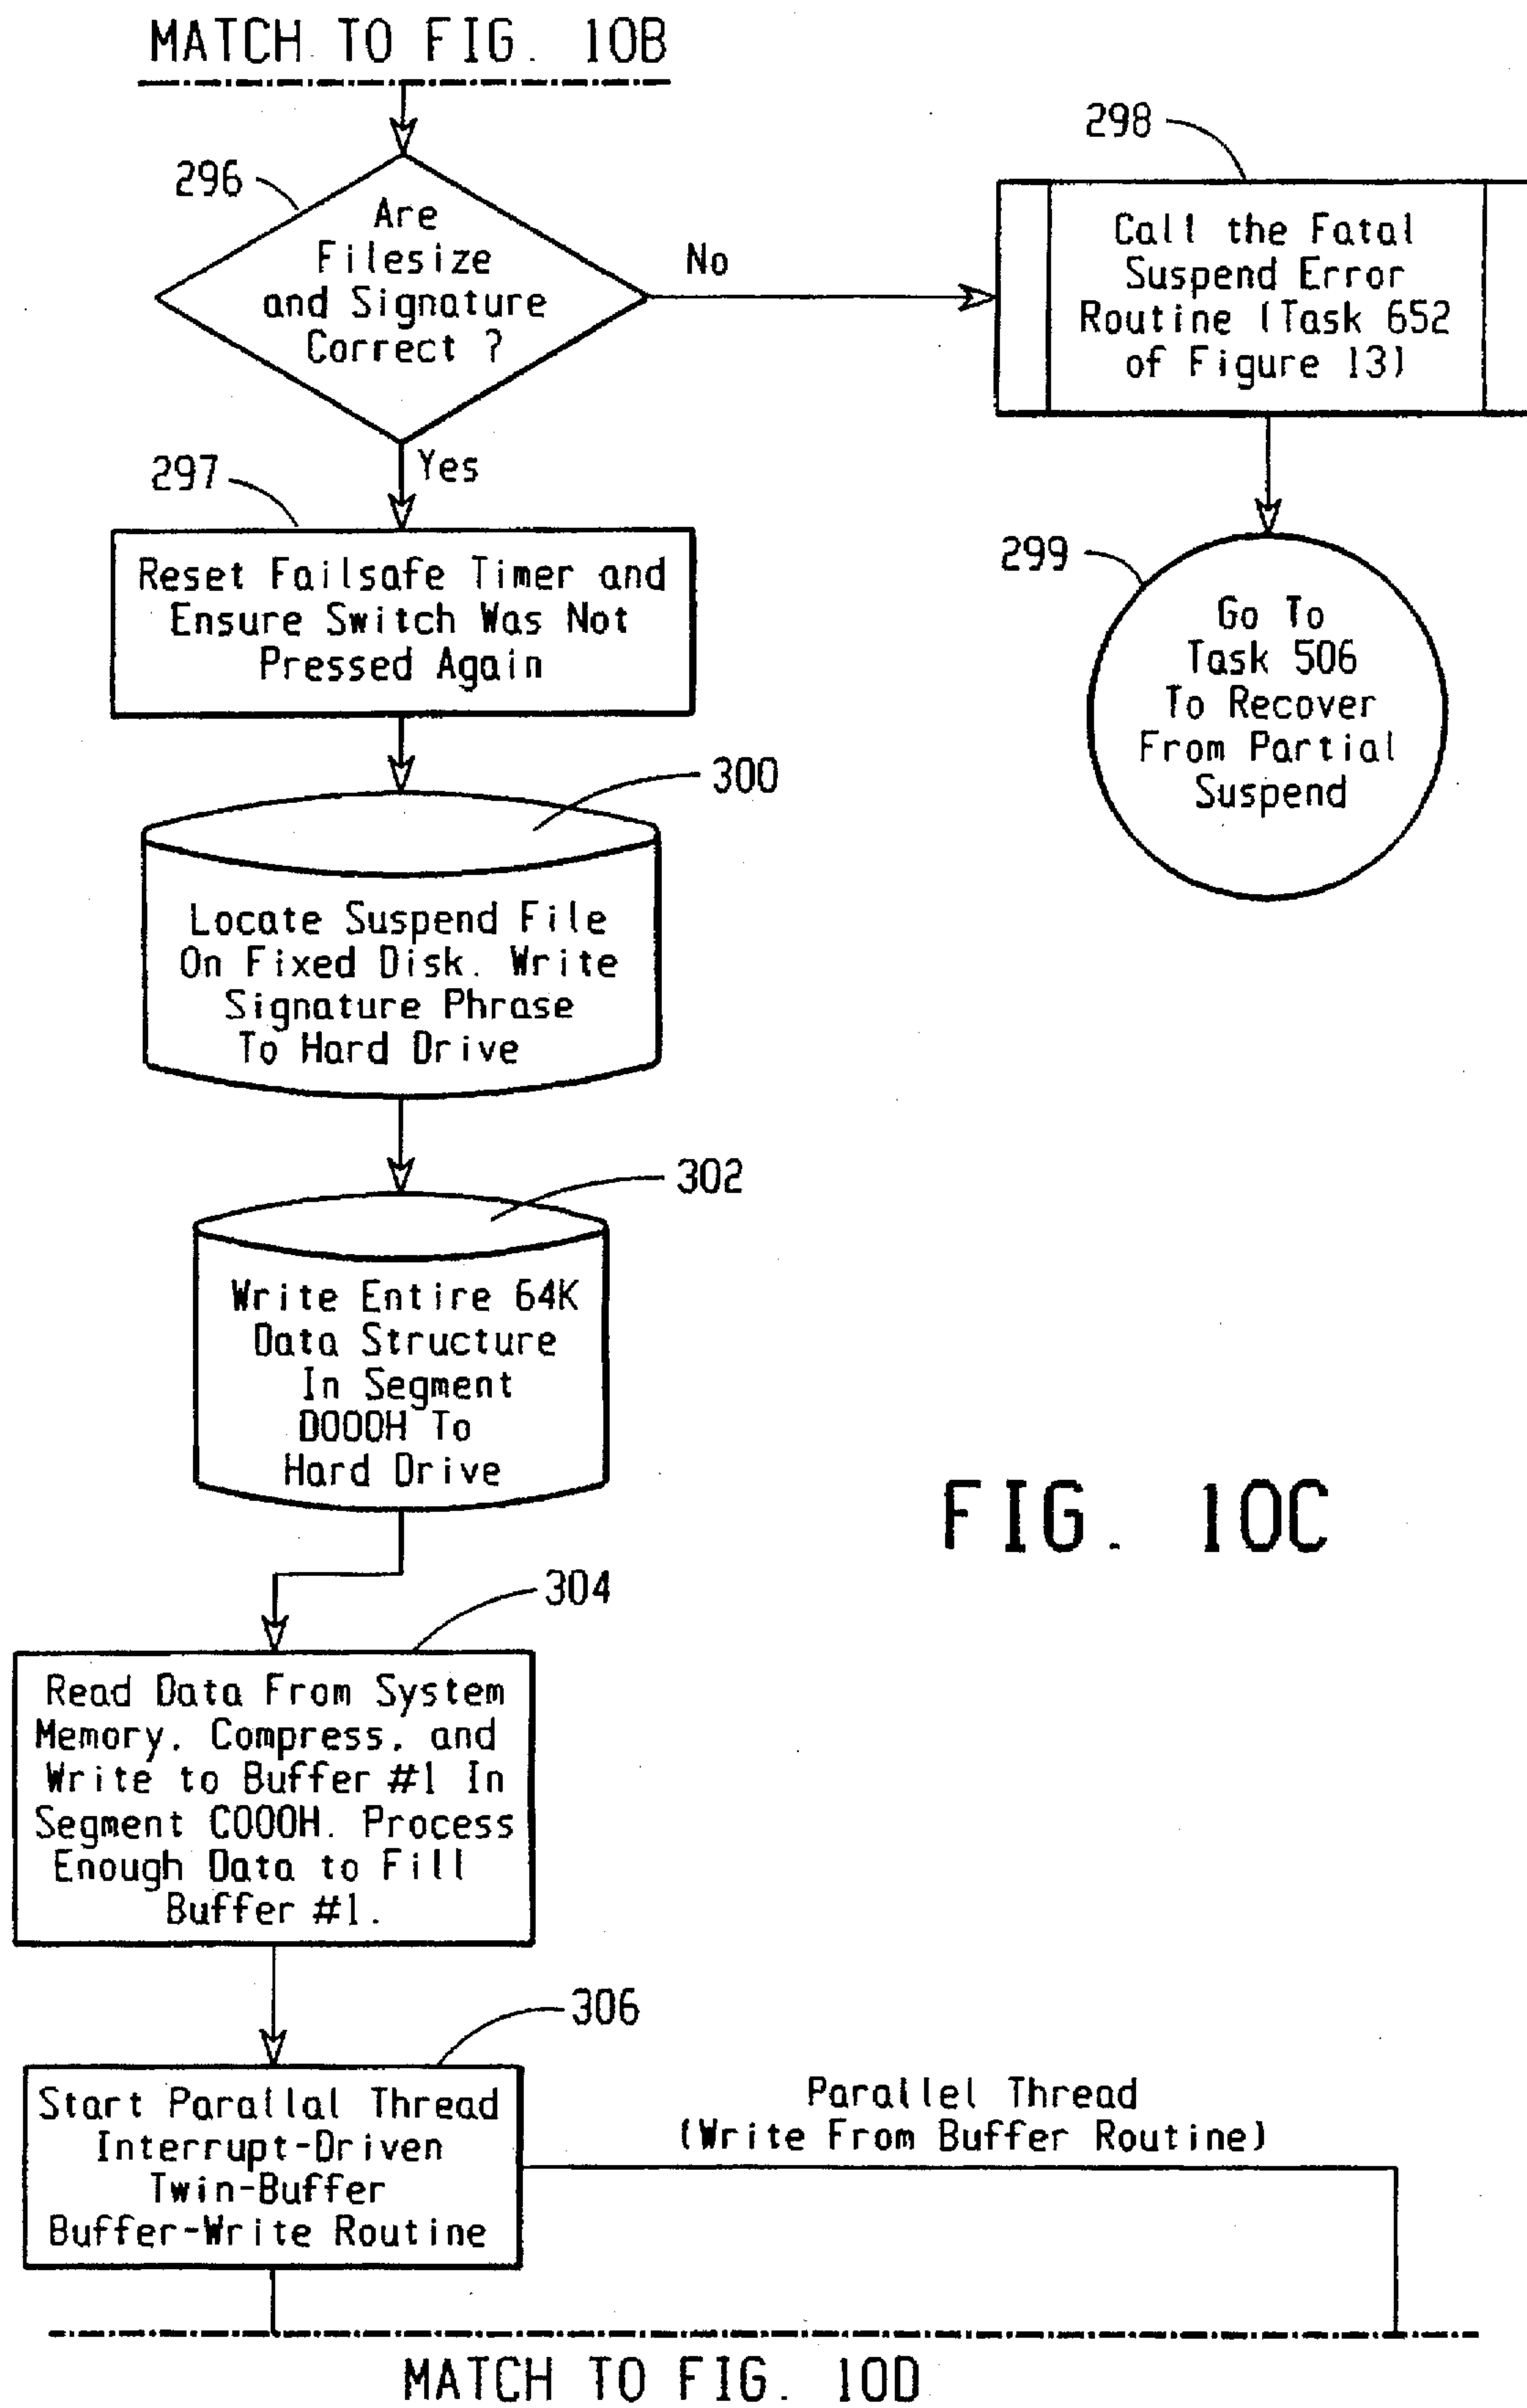 MATCH TO FIG. 10B
296
Are
Filesize
and Signature
Correct ?
No
298
Call the Fatal
Suspend Error
Routine (Task 652
of Figure 13)
Yes
297
Reset Failsafe Timer and
Ensure Switch Was Not
Pressed Again
299
Go To
Task 506
To Recover
From Partial
Suspend
300
Locate Suspend File
On Fixed Disk. Write
Signature Phrase
To Hard Drive
302
Write Entire 64K
Data Structure
In Segment
D000H To
Hard Drive
FIG. 10C
304
Read Data From System
Memory, Compress, and
Write to Buffer #1 In
Segment C000H. Process
Enough Data to Fill
Buffer #1.
306
Start Parallal Thread
Interrupt-Driven
Twin-Buffer
Buffer-Write Routine
Parallel Thread
(Write From Buffer Routine)
MATCH TO FIG. 10D